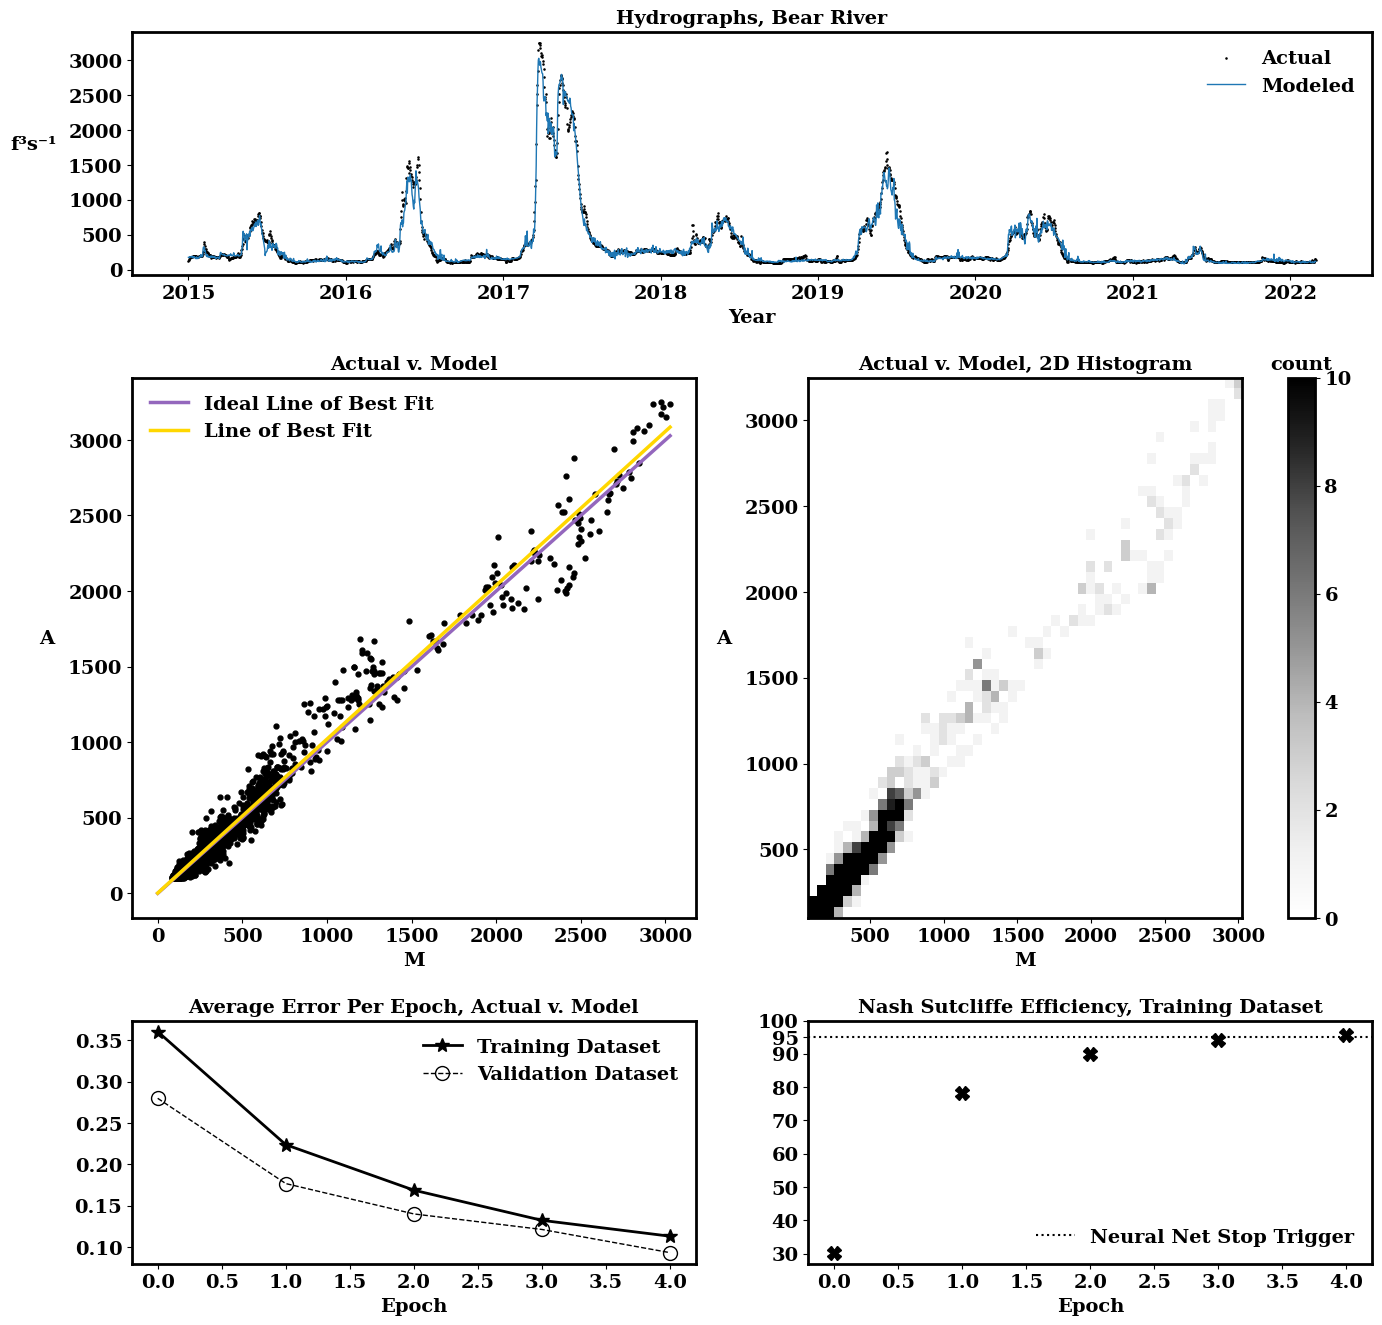 Hydrographs, Bear River
3000
2500
2000
1500
1000
500
0
f³s⁻¹
Actual
Modeled
2015 2016 2017 2018 2019 2020 2021 2022
Year
Actual v. Model
Ideal Line of Best Fit
Line of Best Fit
3000
2500
2000
1500
1000
500
0
A
0 500 1000 1500 2000 2500 3000
M
Actual v. Model, 2D Histogram
3000
2500
2000
1500
1000
500
A
500 1000 1500 2000 2500 3000
M
count
10
8
6
4
2
0
Average Error Per Epoch, Actual v. Model
0.35
0.30
0.25
0.20
0.15
0.10
Training Dataset
Validation Dataset
0.0 0.5 1.0 1.5 2.0 2.5 3.0 3.5 4.0
Epoch
Nash Sutcliffe Efficiency, Training Dataset
100
95
90
80
70
60
50
40
30
Neural Net Stop Trigger
0.0 0.5 1.0 1.5 2.0 2.5 3.0 3.5 4.0
Epoch